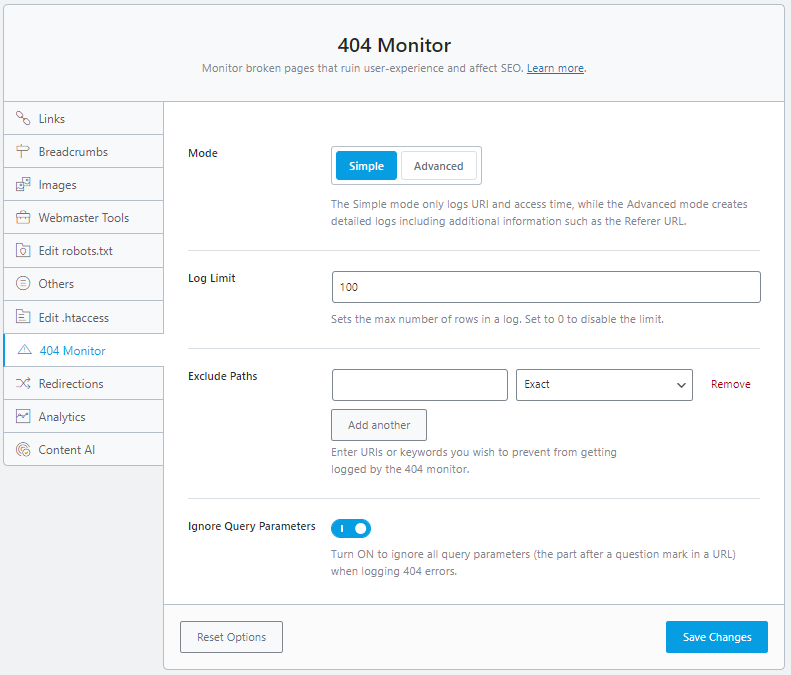 404 Monitor
Monitor broken pages that ruin user-experience and affect SEO. Learn more.
Links
Breadcrumbs
Images
Webmaster Tools
Edit robots.txt
Others
Edit .htaccess
404 Monitor
Redirections
Analytics
Content AI
Mode
Simple
Advanced
The Simple mode only logs URI and access time, while the Advanced mode creates
detailed logs including additional information such as the Referer URL.
Log Limit
100
Sets the max number of rows in a log. Set to 0 to disable the limit.
Exclude Paths
Exact
Remove
Add another
Enter URIs or keywords you wish to prevent from getting
logged by the 404 monitor.
Ignore Query Parameters
Turn ON to ignore all query parameters (the part after a question mark in a URL)
when logging 404 errors.
Reset Options
Save Changes